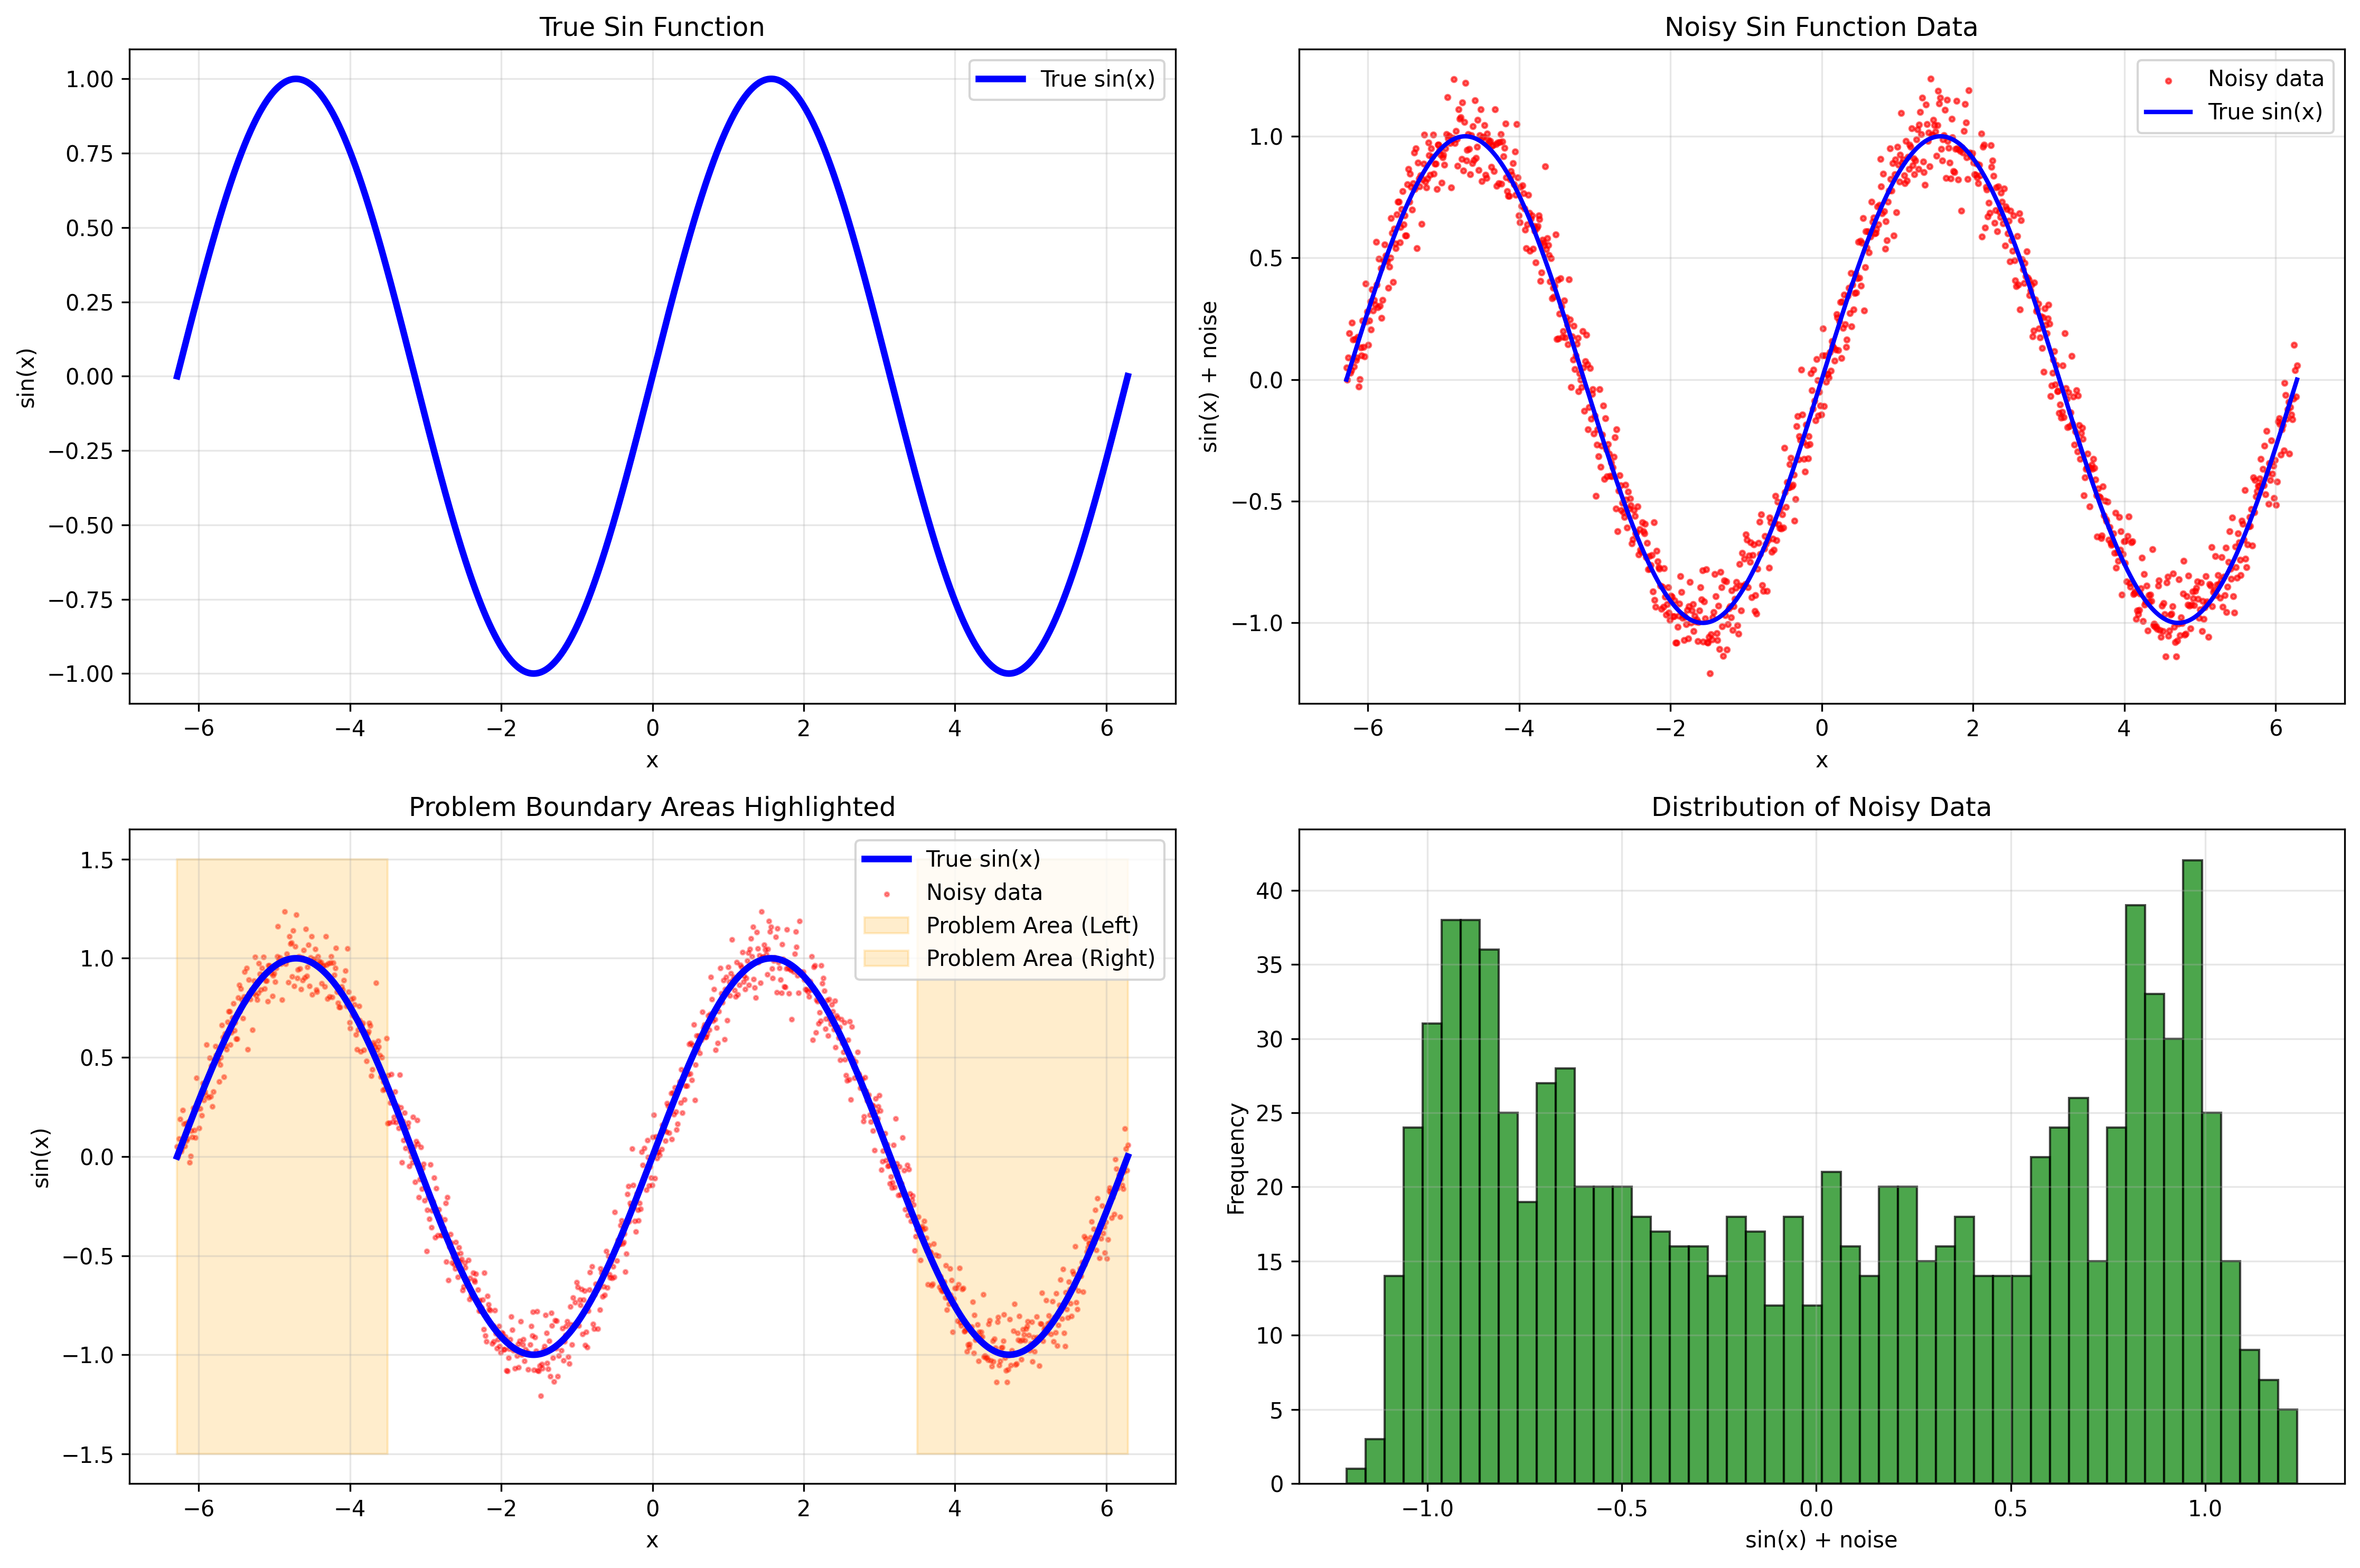 True Sin Function
True sin(x)
1.00
0.75
0.50
0.25
0.00
−0.25
−0.50
−0.75
−1.00
sin(x)
−6 −4 −2 0 2 4 6
x
Noisy Sin Function Data
Noisy data
True sin(x)
1.0
0.5
0.0
−0.5
−1.0
sin(x) + noise
−6 −4 −2 0 2 4 6
x
Problem Boundary Areas Highlighted
True sin(x)
Noisy data
Problem Area (Left)
Problem Area (Right)
1.5
1.0
0.5
0.0
−0.5
−1.0
−1.5
sin(x)
−6 −4 −2 0 2 4 6
x
Distribution of Noisy Data
40
35
30
25
20
15
10
5
0
Frequency
−1.0 −0.5 0.0 0.5 1.0
sin(x) + noise